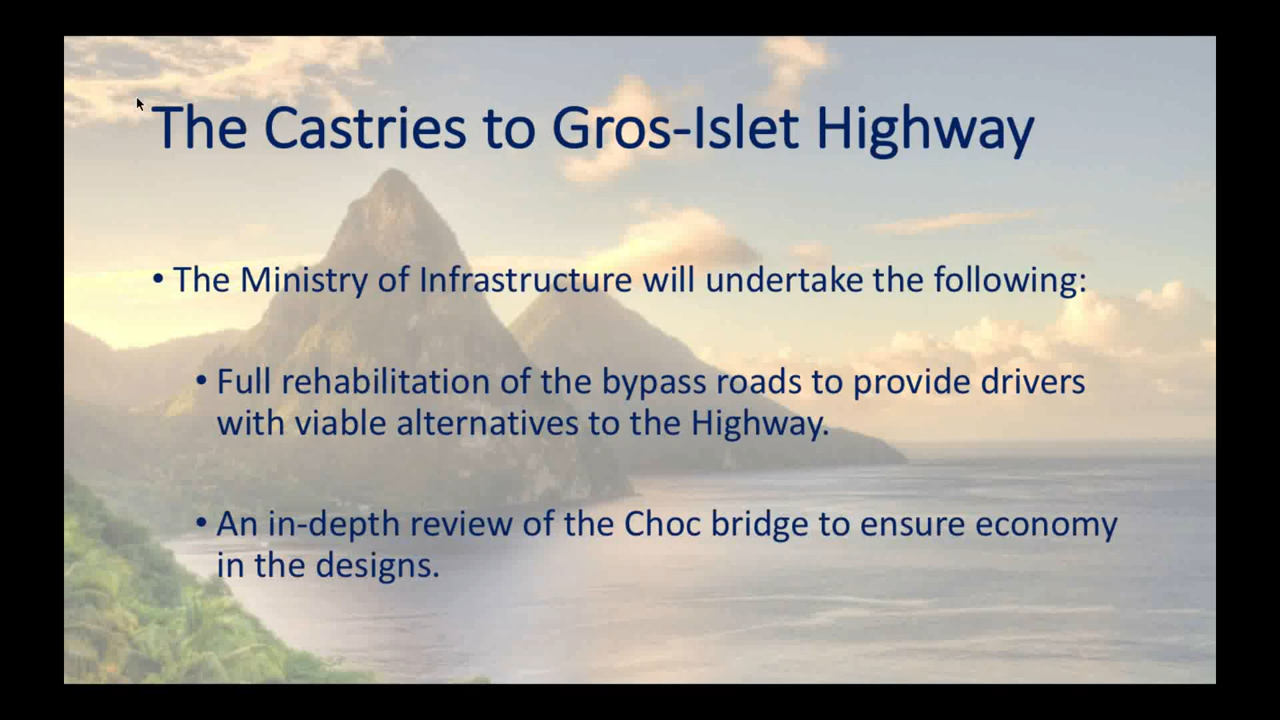 The Castries to Gros-Islet Highway
• The Ministry of Infrastructure will undertake the following:
• Full rehabilitation of the bypass roads to provide drivers
with viable alternatives to the Highway.
• An in-depth review of the Choc bridge to ensure economy
in the designs.